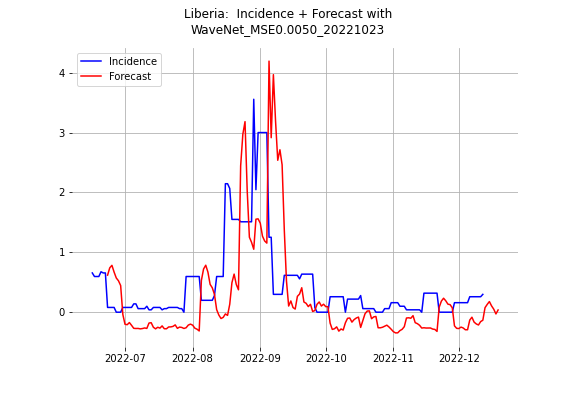 Liberia:  Incidence + Forecast with
WaveNet_MSE0.0050_20221023
Incidence
Forecast
4
3
2
1
0
2022-07
2022-08
2022-09
2022-10
2022-11
2022-12